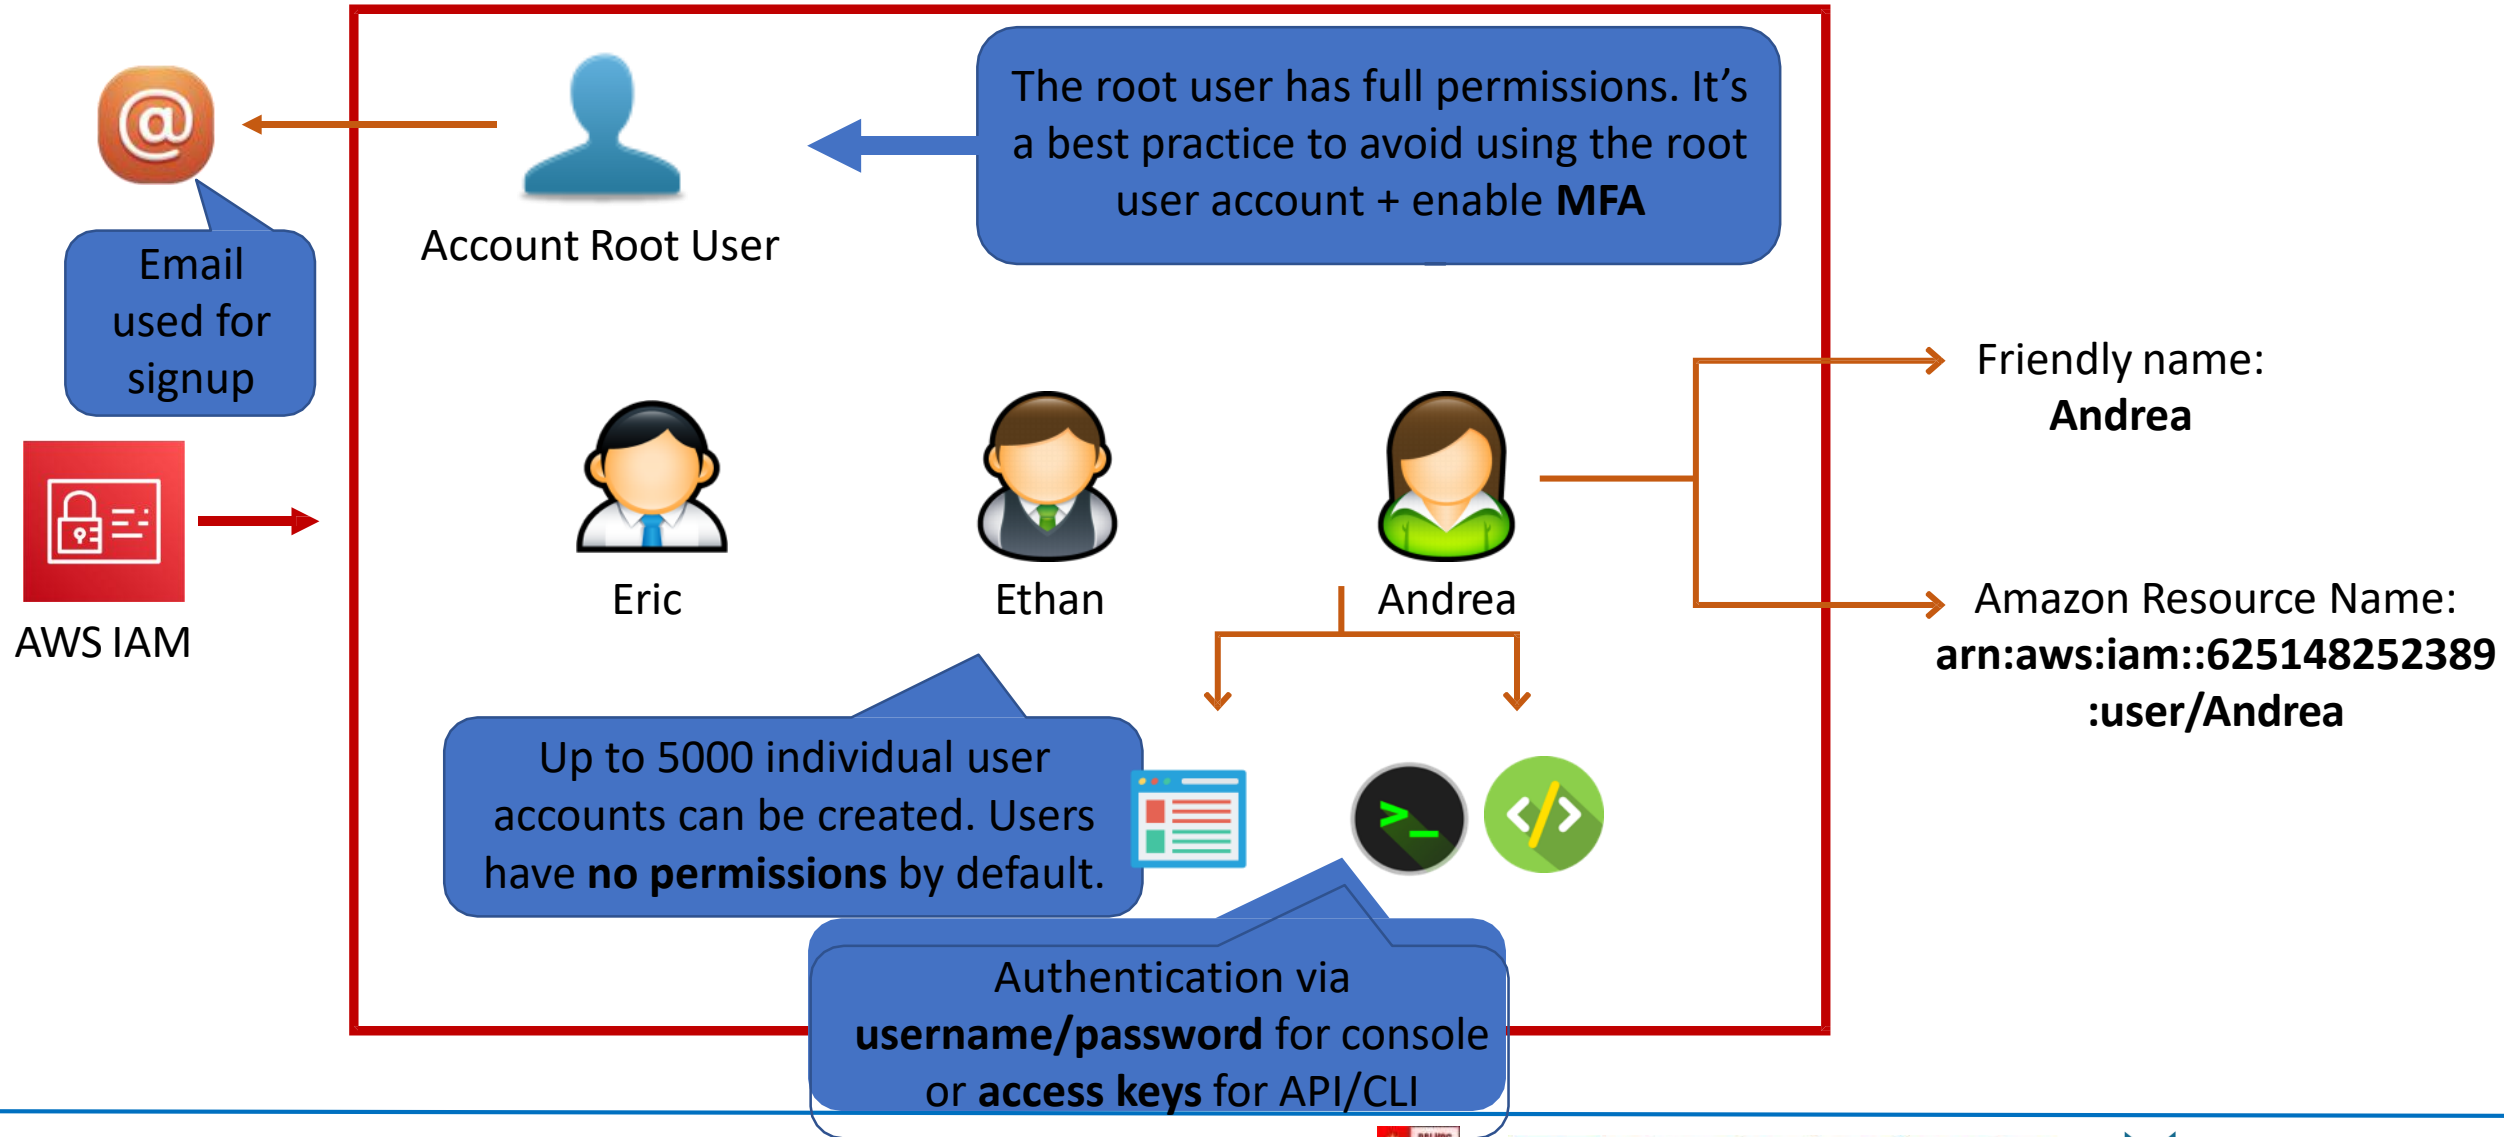 The root user has full permissions. It’s
a best practice to avoid using the root
user account + enable MFA
Account Root User
Email
used for
signup
Friendly name:
Andrea
AWS IAM
Eric
Ethan
Andrea
Amazon Resource Name:
arn:aws:iam::625148252389
:user/Andrea
Up to 5000 individual user
accounts can be created. Users
have no permissions by default.
Authentication via
username/password for console
or access keys for API/CLI